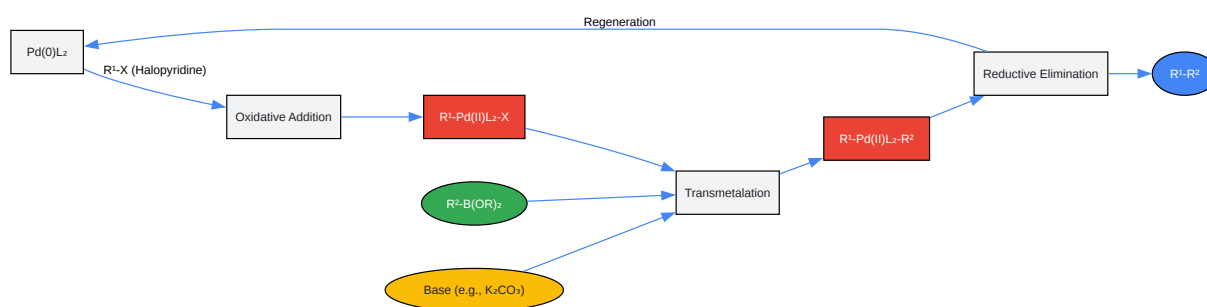 Regeneration
Pd(0)L₂
R¹-X (Halopyridine)
Oxidative Addition
R¹-Pd(II)L₂-X
R²-B(OR)₂
Base (e.g., K₂CO₃)
Transmetalation
R¹-Pd(II)L₂-R²
Reductive Elimination
R¹-R²